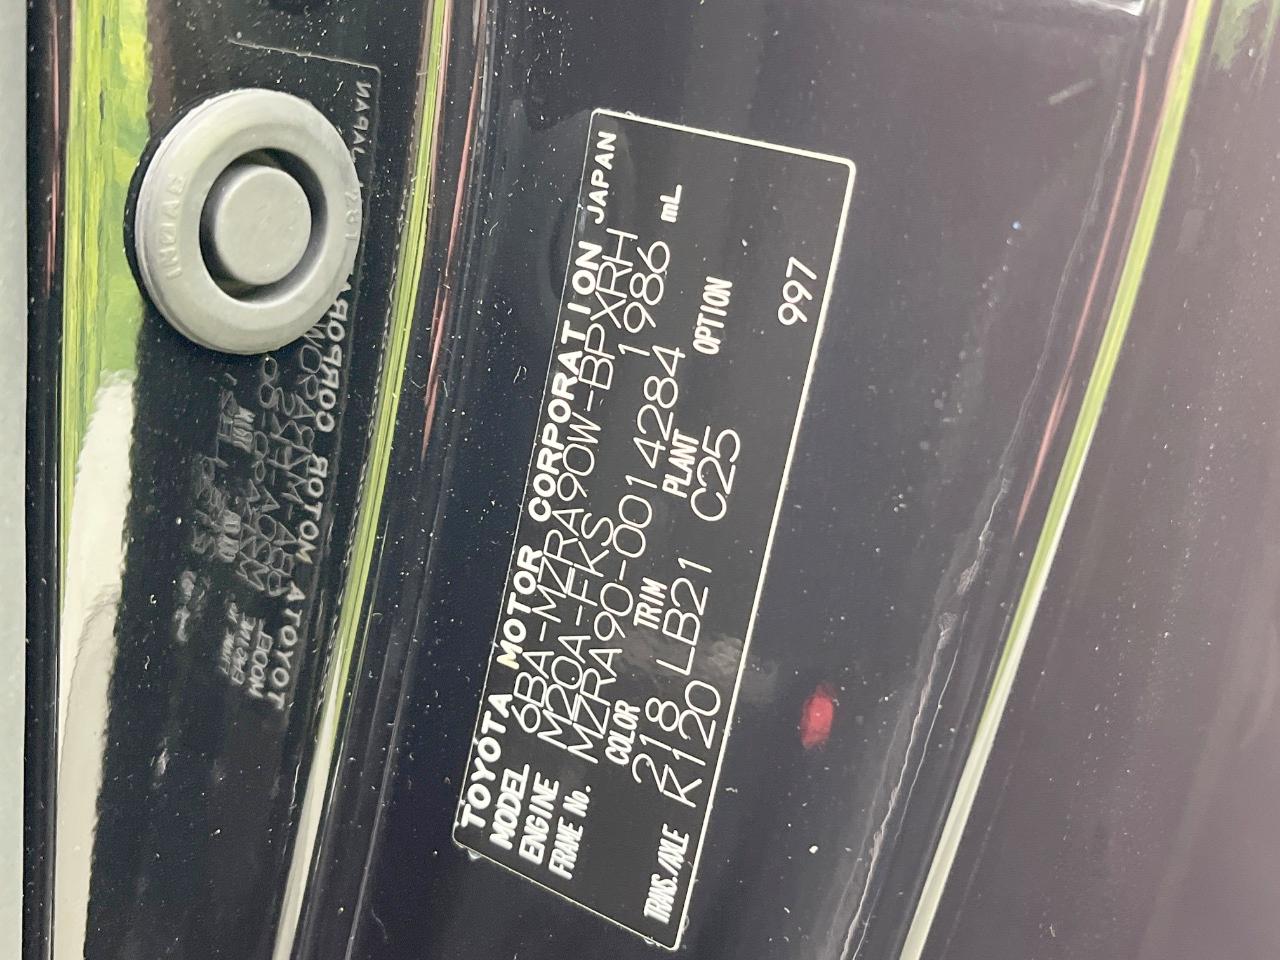 TOYOTA MOTOR CORPORATION JAPAN
MODEL 6BA-MZRA90W-BPXRH
ENGINE M20A-FKS 1986 mL
FRAME No. MZRA90-0014284
COLOR TRIM PLANT OPTION
218 LB21 C25
TRANS./AXLE K120
997